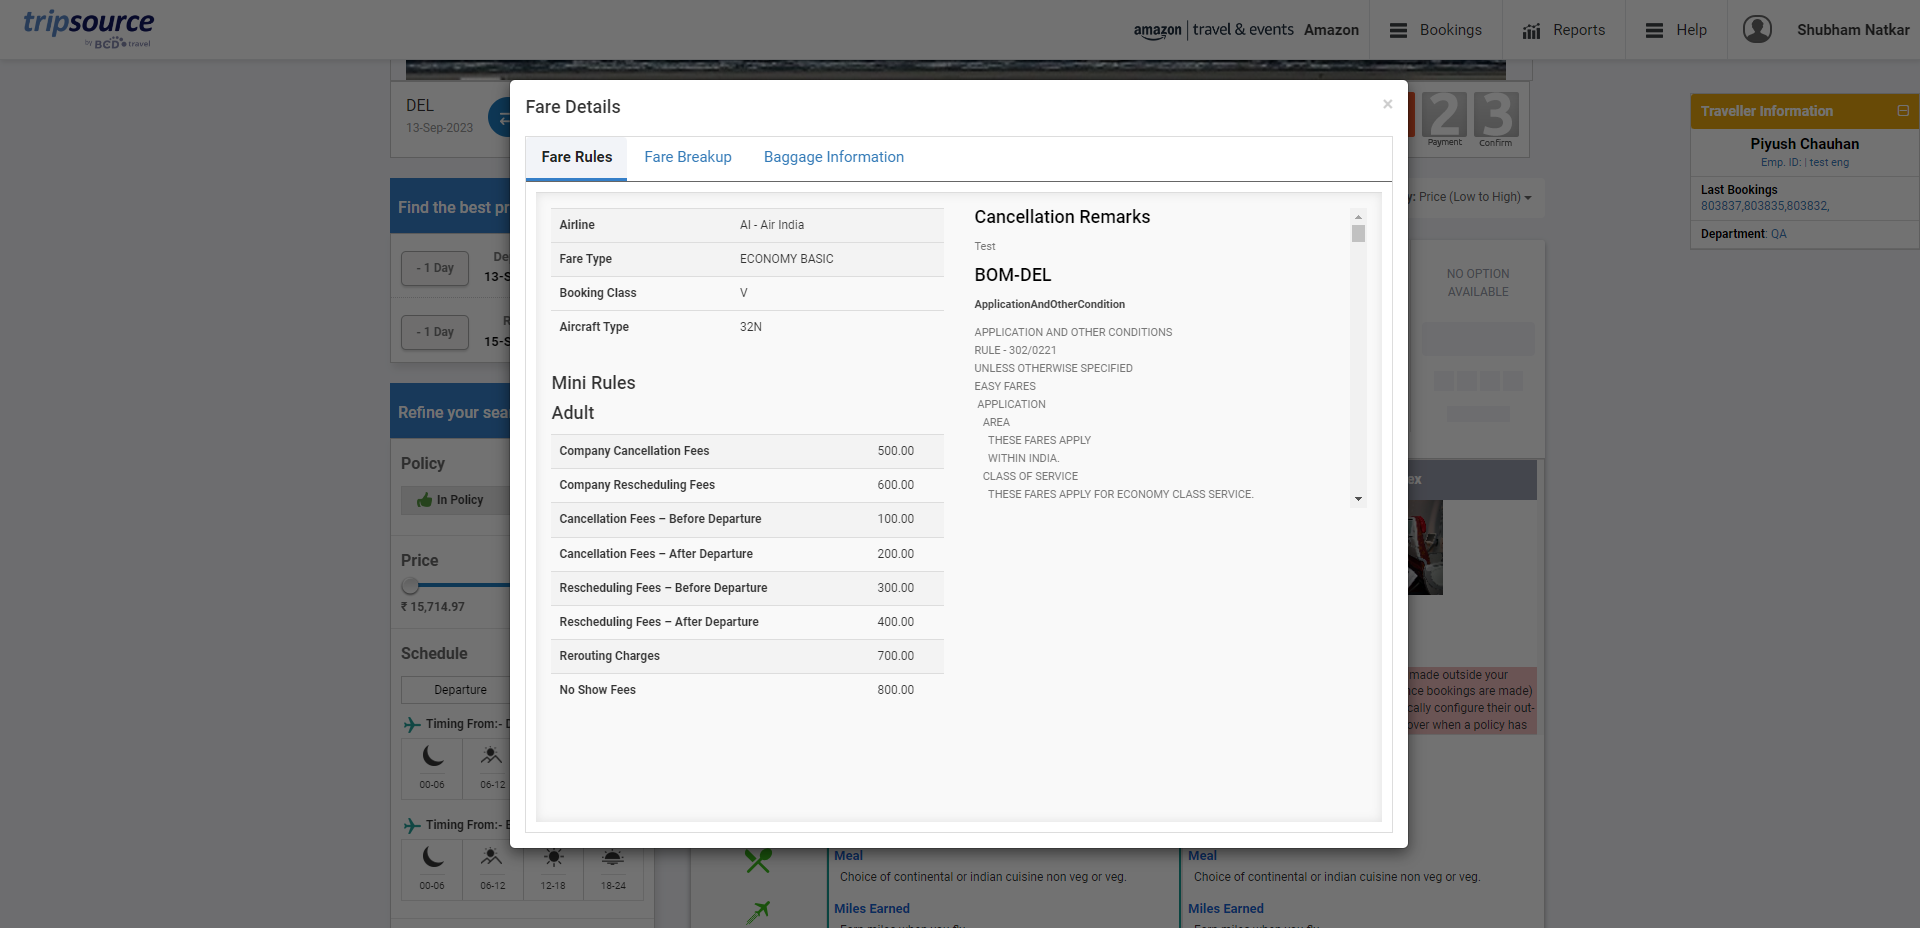 tripsource
by BCD travel
amazon | travel & events Amazon
Bookings
Reports
Help
Shubham Natkar
DEL
13-Sep-2023
2
Payment
3
Confirm
Find the best pr
- 1 Day
De
13-S
- 1 Day
R
15-S
Refine your sea
Policy
In Policy
Price
₹ 15,714.97
Schedule
Departure
Timing From:- D
00-06
06-12
Timing From:-
00-06
06-12
12-18
18-24
Fare Details
×
Fare Rules
Fare Breakup
Baggage Information
Airline AI - Air India
Fare Type ECONOMY BASIC
Booking Class V
Aircraft Type 32N
Mini Rules
Adult
Company Cancellation Fees 500.00
Company Rescheduling Fees 600.00
Cancellation Fees – Before Departure 100.00
Cancellation Fees – After Departure 200.00
Rescheduling Fees – Before Departure 300.00
Rescheduling Fees – After Departure 400.00
Rerouting Charges 700.00
No Show Fees 800.00
Cancellation Remarks
Test
BOM-DEL
ApplicationAndOtherCondition
APPLICATION AND OTHER CONDITIONS
RULE - 302/0221
UNLESS OTHERWISE SPECIFIED
EASY FARES
APPLICATION
AREA
THESE FARES APPLY
WITHIN INDIA.
CLASS OF SERVICE
THESE FARES APPLY FOR ECONOMY CLASS SERVICE.
y: Price (Low to High)
NO OPTION
AVAILABLE
ex
made outside your
nce bookings are made)
cally configure their out-
over when a policy has
Meal
Choice of continental or indian cuisine non veg or veg.
Miles Earned
Meal
Choice of continental or indian cuisine non veg or veg.
Miles Earned
Traveller Information
Piyush Chauhan
Emp. ID: | test eng
Last Bookings
803837,803835,803832,
Department: QA